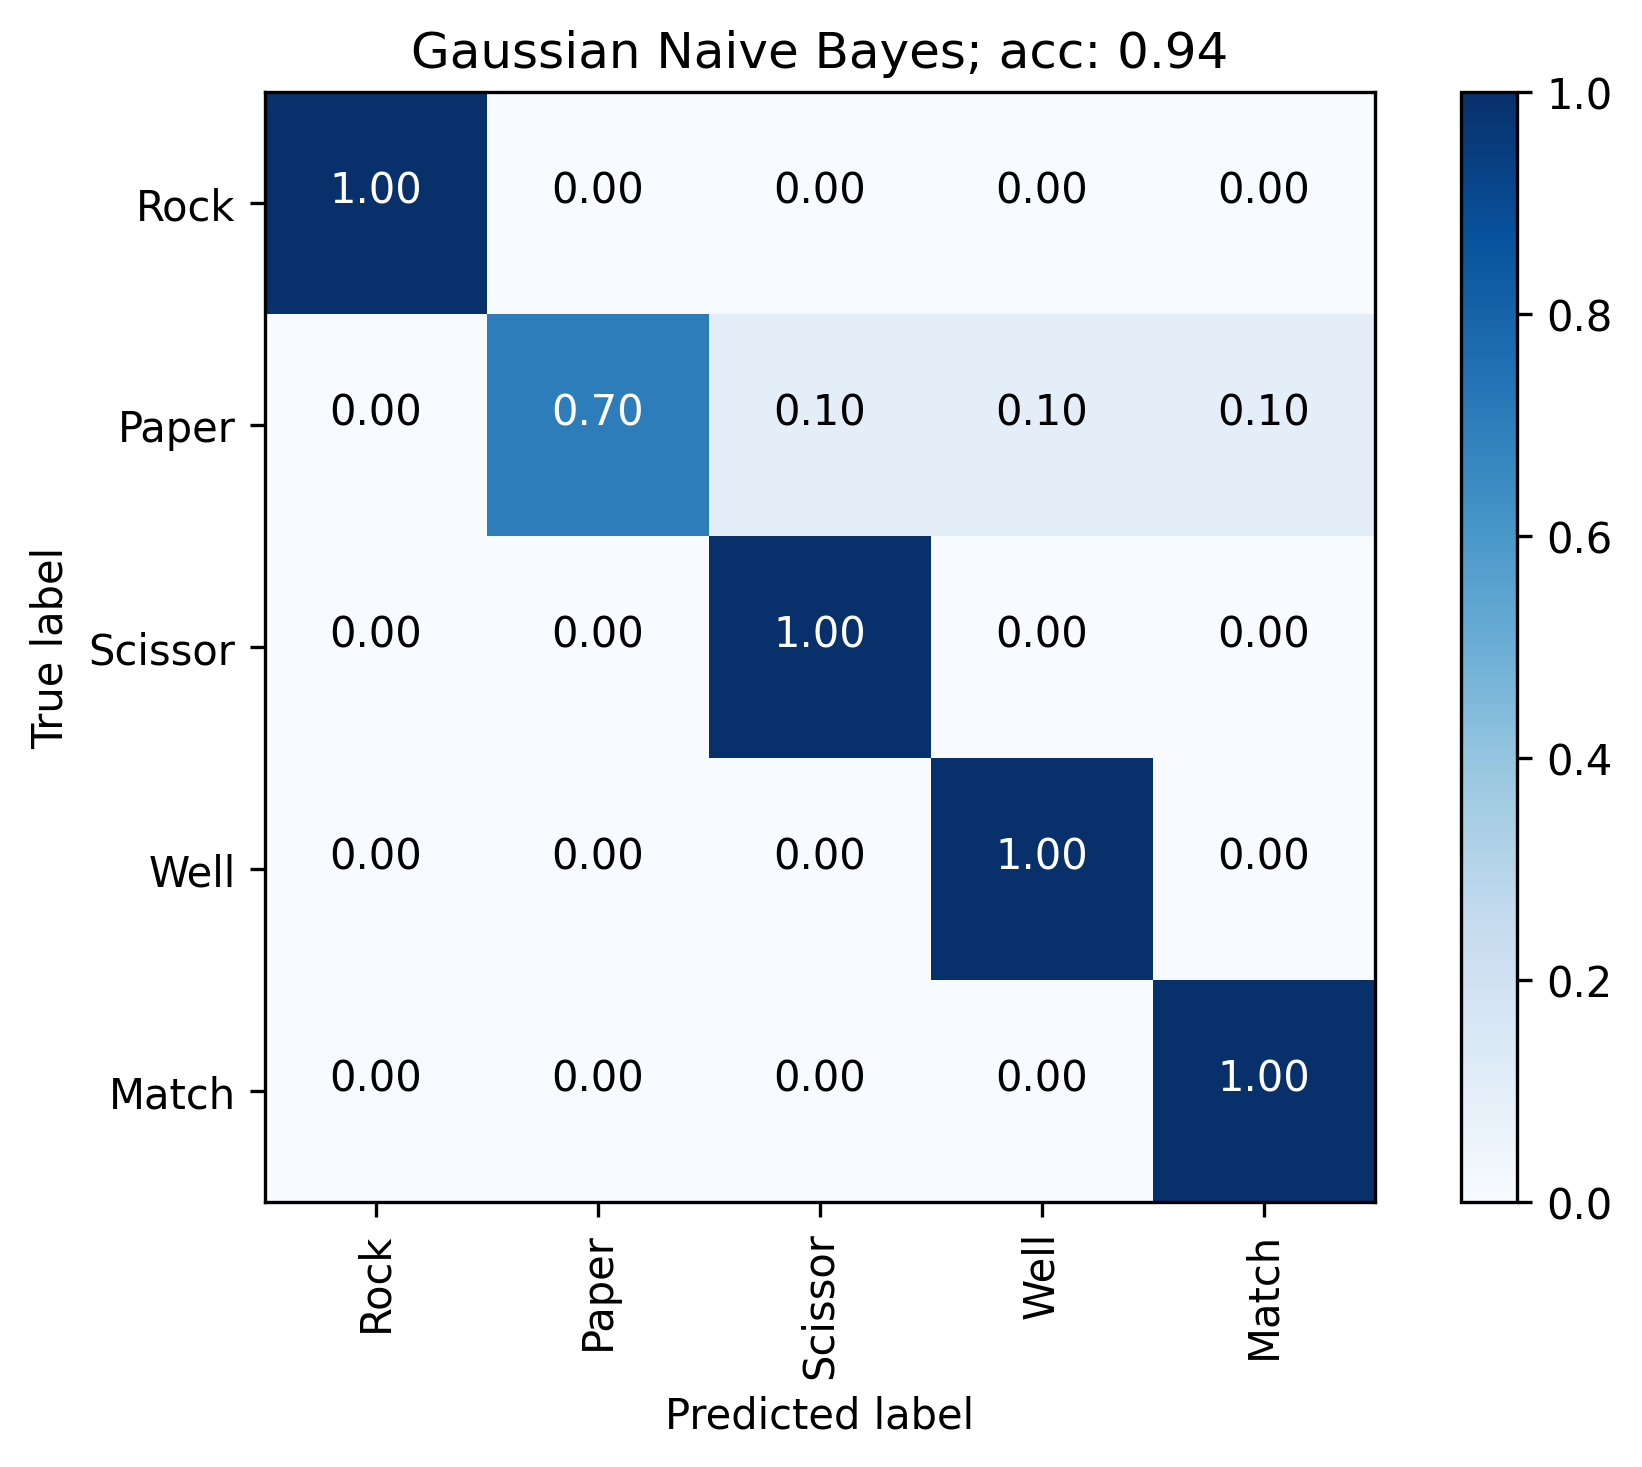 Gaussian Naive Bayes; acc: 0.94
1.0
Rock 1.00 0.00 0.00 0.00 0.00
0.8
Paper 0.00 0.70 0.10 0.10 0.10
0.6
True label
Scissor 0.00 0.00 1.00 0.00 0.00
0.4
Well 0.00 0.00 0.00 1.00 0.00
0.2
Match 0.00 0.00 0.00 0.00 1.00
0.0
Rock Paper Scissor Well Match
Predicted label